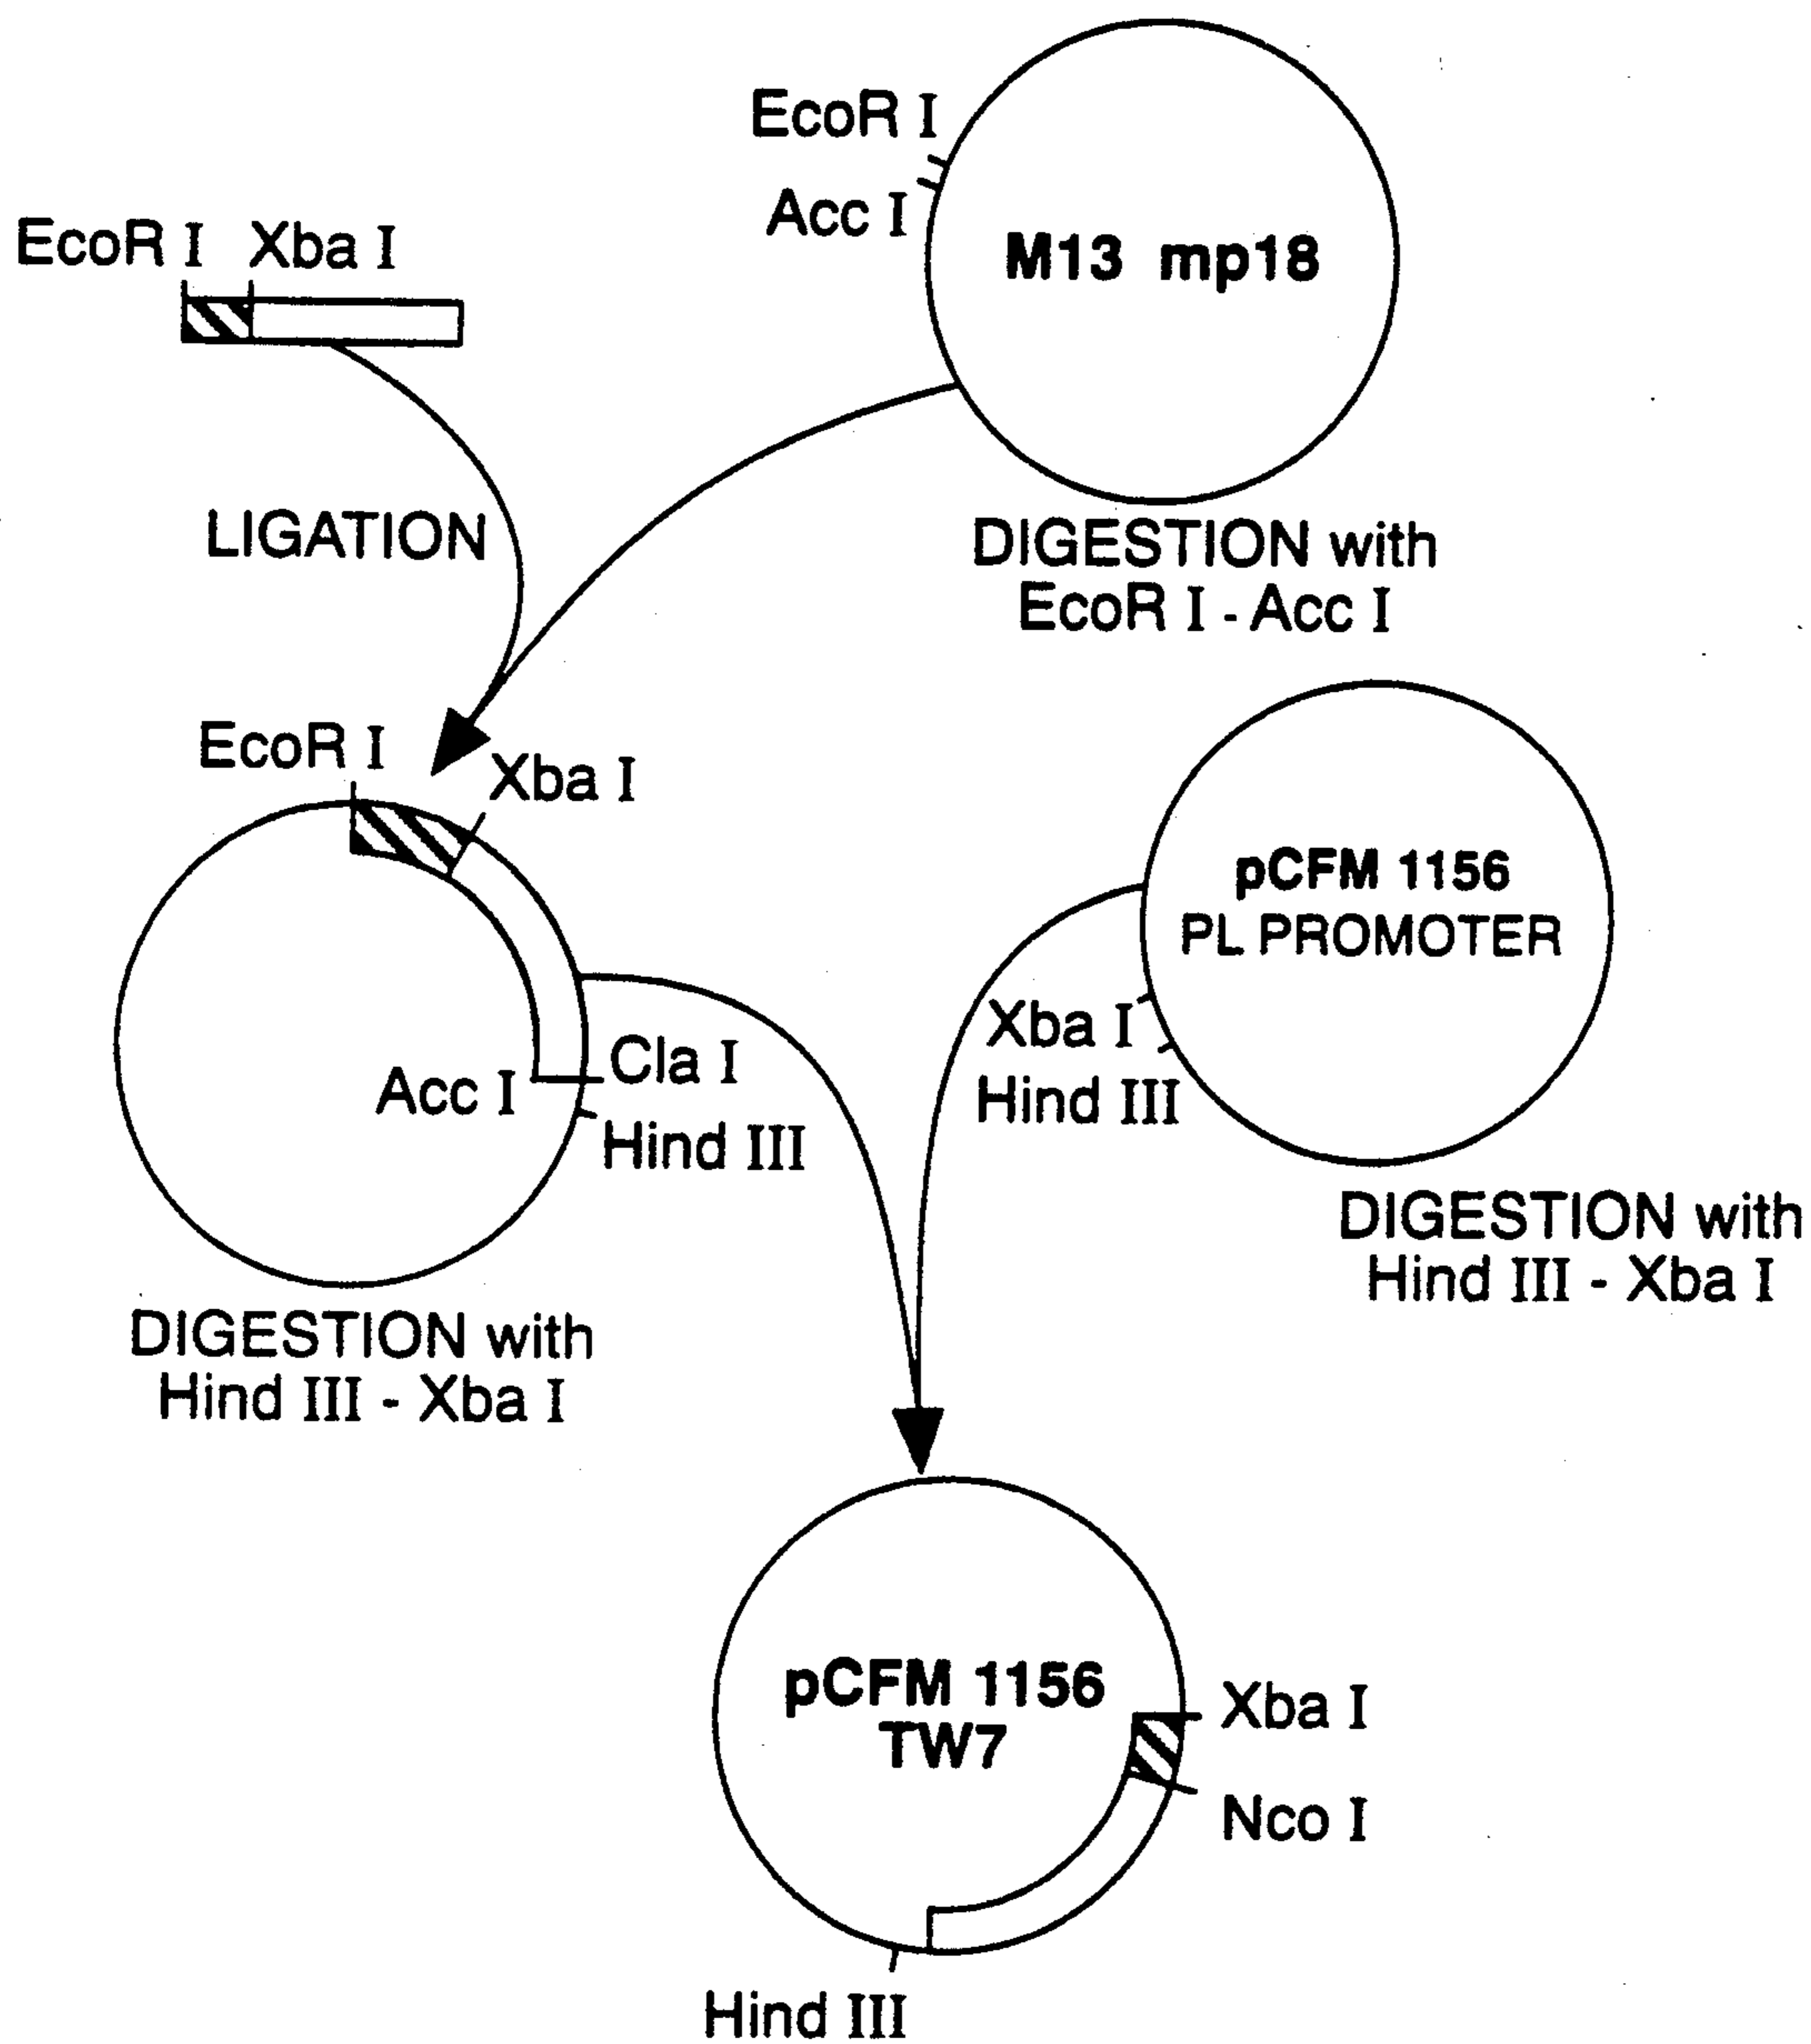 EcoR I
Acc I
M13 mp18
EcoR I Xba I
LIGATION
DIGESTION with
EcoR I - Acc I
EcoR I
Xba I
pCFM 1156
PL PROMOTER
Xba I
Hind III
Cla I
Acc I
Hind III
DIGESTION with
Hind III - Xba I
DIGESTION with
Hind III - Xba I
pCFM 1156
TW7
Xba I
Nco I
Hind III